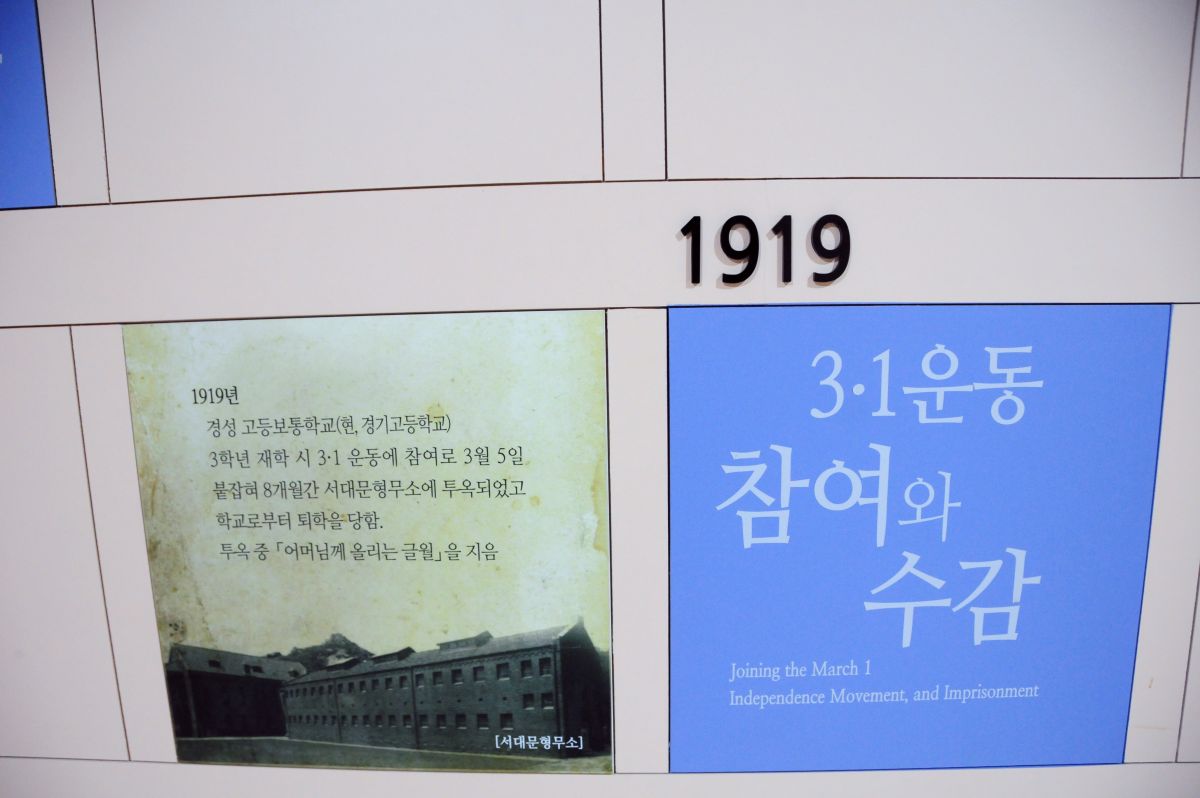 1919
1919년
경성 고등보통학교(현, 경기고등학교)
3학년 재학 시 3·1 운동에 참여로 3월 5일
붙잡혀 8개월간 서대문형무소에 투옥되었고
학교로부터 퇴학을 당함.
투옥 중 「어머님께 올리는 글월」을 지음
[서대문형무소]
3·1운동
참여와
수감
Joining the March 1
Independence Movement, and Imprisonment